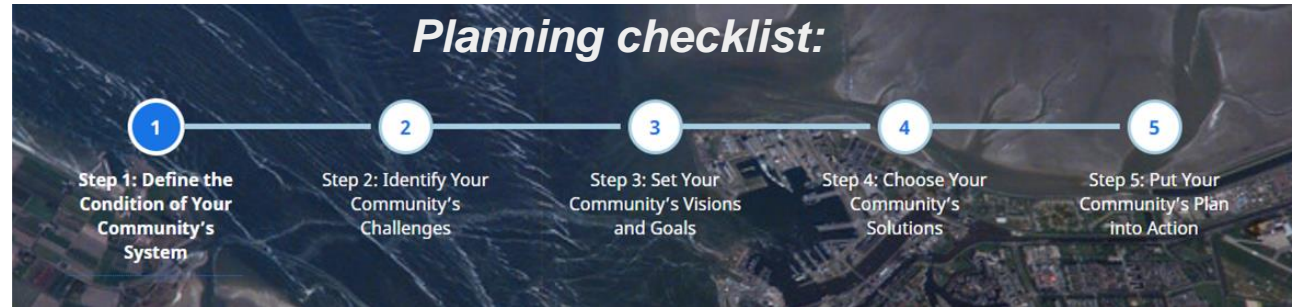 Planning checklist:
1
2
3
4
5
Step 1: Define the
Condition of Your
Community's
System
Step 2: Identify Your
Community's
Challenges
Step 3: Set Your
Community's Visions
and Goals
Step 4: Choose Your
Community's
Solutions
Step 5: Put Your
Community's Plan
into Action